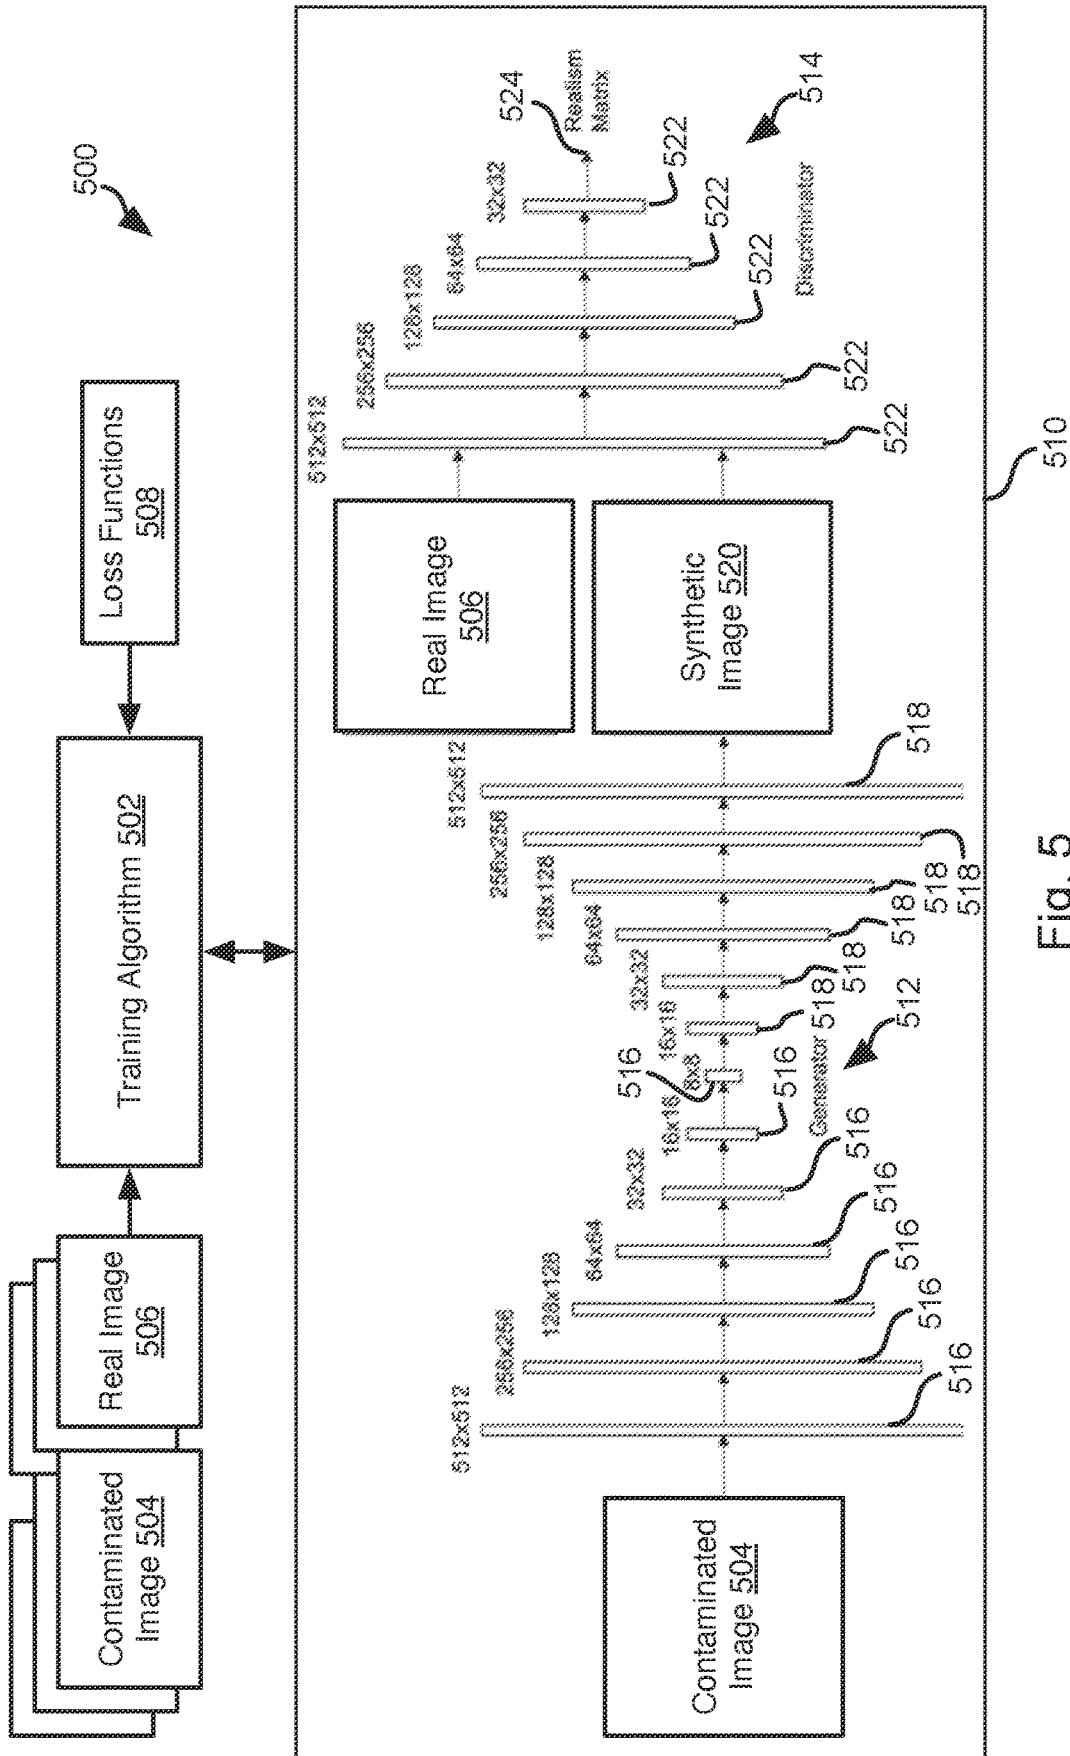 500
Contaminated
Image 504
Real Image
506
Training Algorithm 502
Loss Functions
508
Contaminated
Image 504
512x512
256x256
128x128
64x64
32x32
16x16
8x8
16x16
32x32
64x64
128x128
256x256
512x512
516
516
516
516
516
516
516
518
518
518
518
518
518
Generator
512
Real Image
506
Synthetic
Image 520
512x512
256x256
128x128
64x64
32x32
522
522
522
522
522
524
Realism
Matrix
Discriminator
514
510
Fig. 5